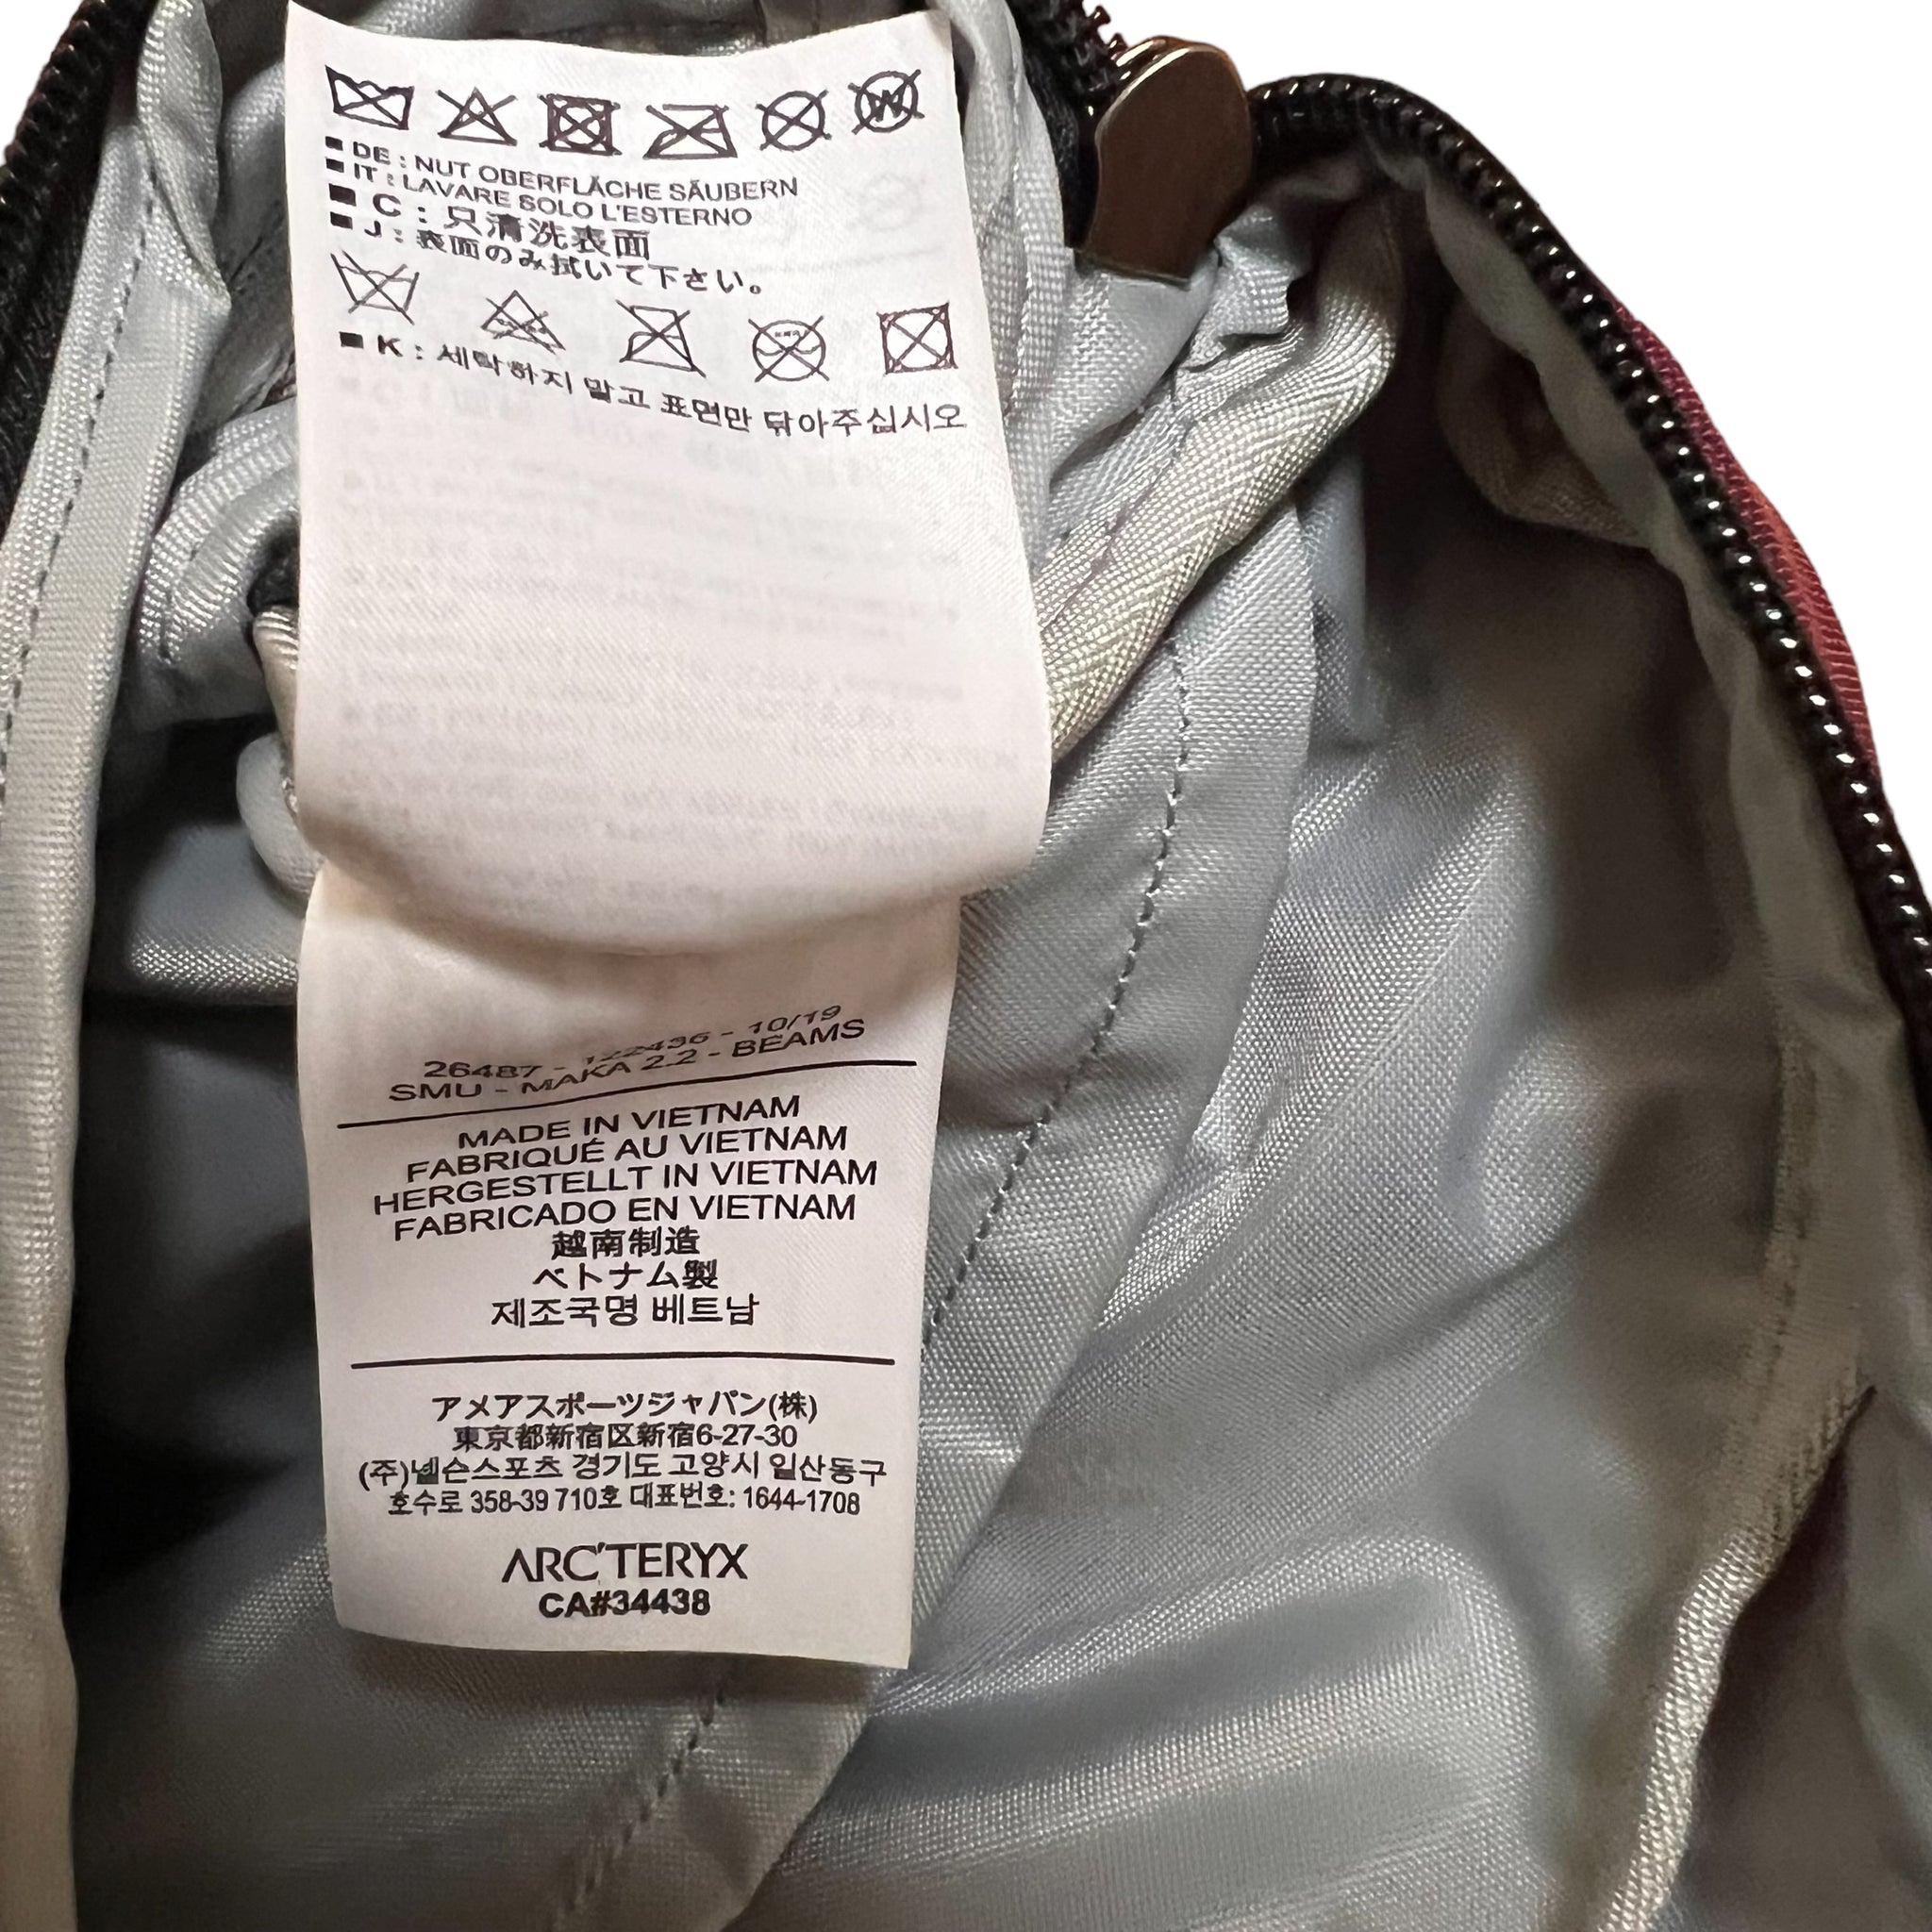 ■ DE : NUT OBERFLÄCHE SÄUBERN
■ IT : LAVARE SOLO L'ESTERNO
■ C : 只清洗表面
■ J : 表面のみ拭いて下さい。
■ K : 세탁하지 말고 표면만 닦아주십시오
26487 - 122436 - 10/19
SMU - MAKA 2.2 - BEAMS
MADE IN VIETNAM
FABRIQUÉ AU VIETNAM
HERGESTELLT IN VIETNAM
FABRICADO EN VIETNAM
越南制造
ベトナム製
제조국명 베트남
アメアスポーツジャパン(株)
東京都新宿区新宿6-27-30
(주)넬슨스포츠 경기도 고양시 일산동구
호수로 358-39 710호 대표번호: 1644-1708
ARC'TERYX
CA#34438